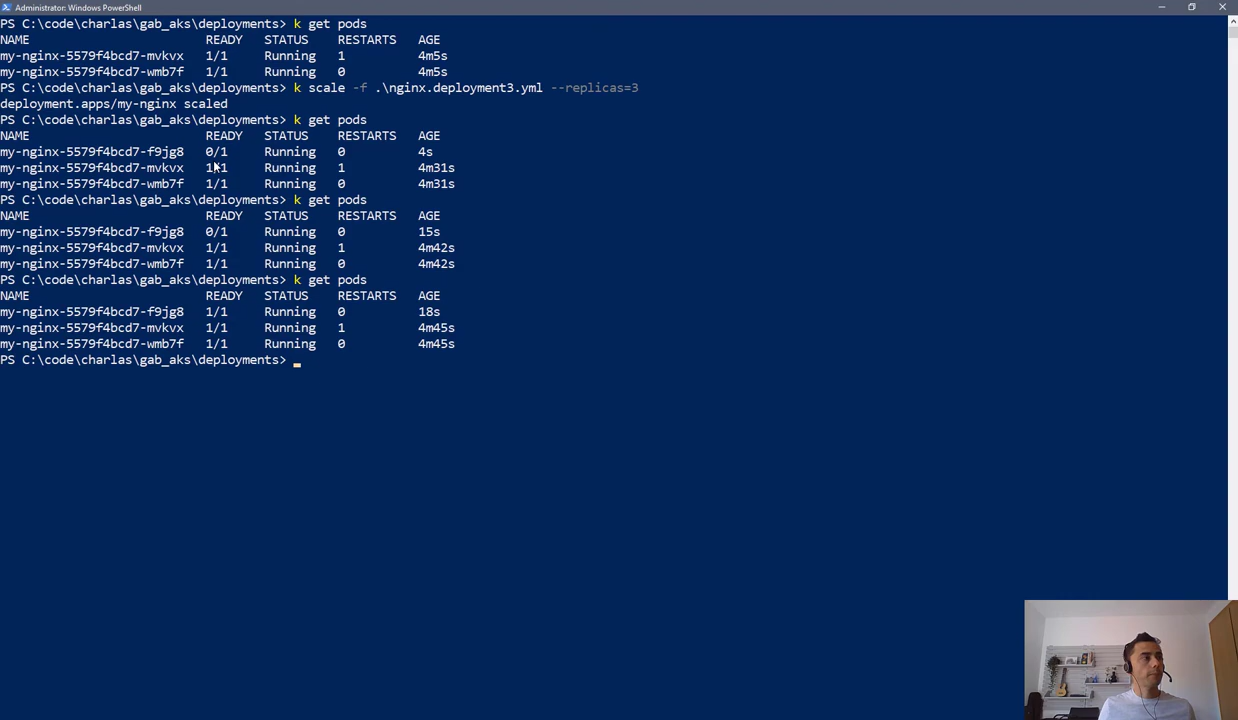 Administrator: Windows PowerShell
PS C:\code\charlas\gab_aks\deployments> k get pods
NAME READY STATUS RESTARTS AGE
my-nginx-5579f4bcd7-mvkvx 1/1 Running 1 4m5s
my-nginx-5579f4bcd7-wmb7f 1/1 Running 0 4m5s
PS C:\code\charlas\gab_aks\deployments> k scale -f .\nginx.deployment3.yml --replicas=3
deployment.apps/my-nginx scaled
PS C:\code\charlas\gab_aks\deployments> k get pods
NAME READY STATUS RESTARTS AGE
my-nginx-5579f4bcd7-f9jg8 0/1 Running 0 4s
my-nginx-5579f4bcd7-mvkvx 1/1 Running 1 4m31s
my-nginx-5579f4bcd7-wmb7f 1/1 Running 0 4m31s
PS C:\code\charlas\gab_aks\deployments> k get pods
NAME READY STATUS RESTARTS AGE
my-nginx-5579f4bcd7-f9jg8 0/1 Running 0 15s
my-nginx-5579f4bcd7-mvkvx 1/1 Running 1 4m42s
my-nginx-5579f4bcd7-wmb7f 1/1 Running 0 4m42s
PS C:\code\charlas\gab_aks\deployments> k get pods
NAME READY STATUS RESTARTS AGE
my-nginx-5579f4bcd7-f9jg8 1/1 Running 0 18s
my-nginx-5579f4bcd7-mvkvx 1/1 Running 1 4m45s
my-nginx-5579f4bcd7-wmb7f 1/1 Running 0 4m45s
PS C:\code\charlas\gab_aks\deployments>